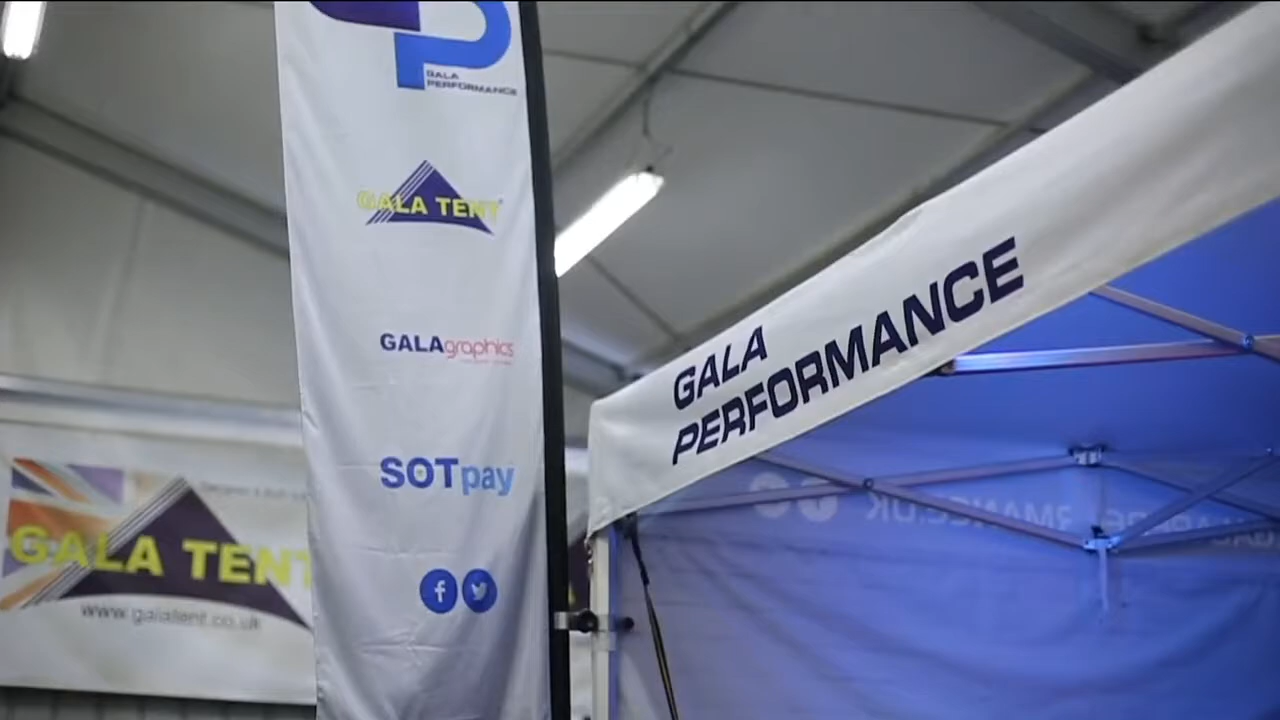 GALA
PERFORMANCE
GALA TENT
GALAgraphics
SOTpay
GALA
PERFORMANCE
GALA TENT
www.galatent.co.uk